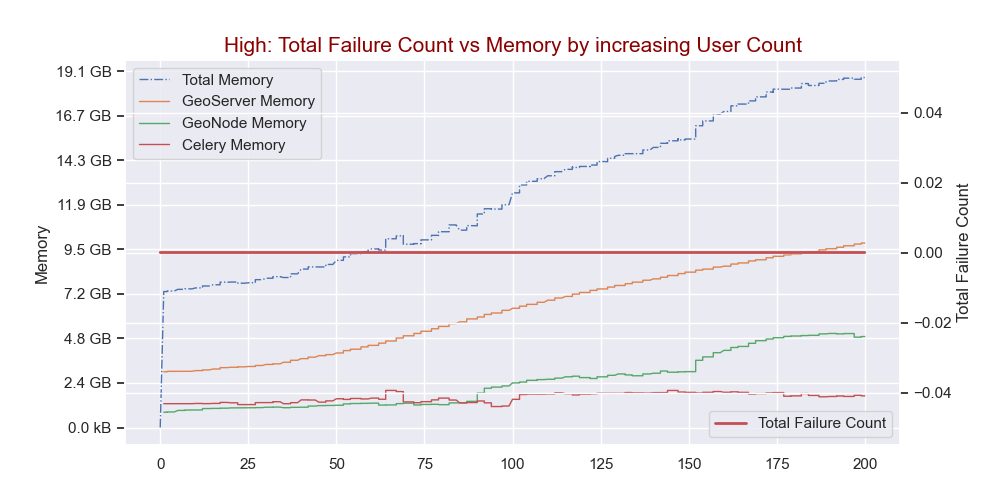 High: Total Failure Count vs Memory by increasing User Count
Total Memory
GeoServer Memory
GeoNode Memory
Celery Memory
19.1 GB
16.7 GB
14.3 GB
11.9 GB
9.5 GB
7.2 GB
4.8 GB
2.4 GB
0.0 kB
Memory
0.04
0.02
0.00
−0.02
−0.04
Total Failure Count
Total Failure Count
0 25 50 75 100 125 150 175 200